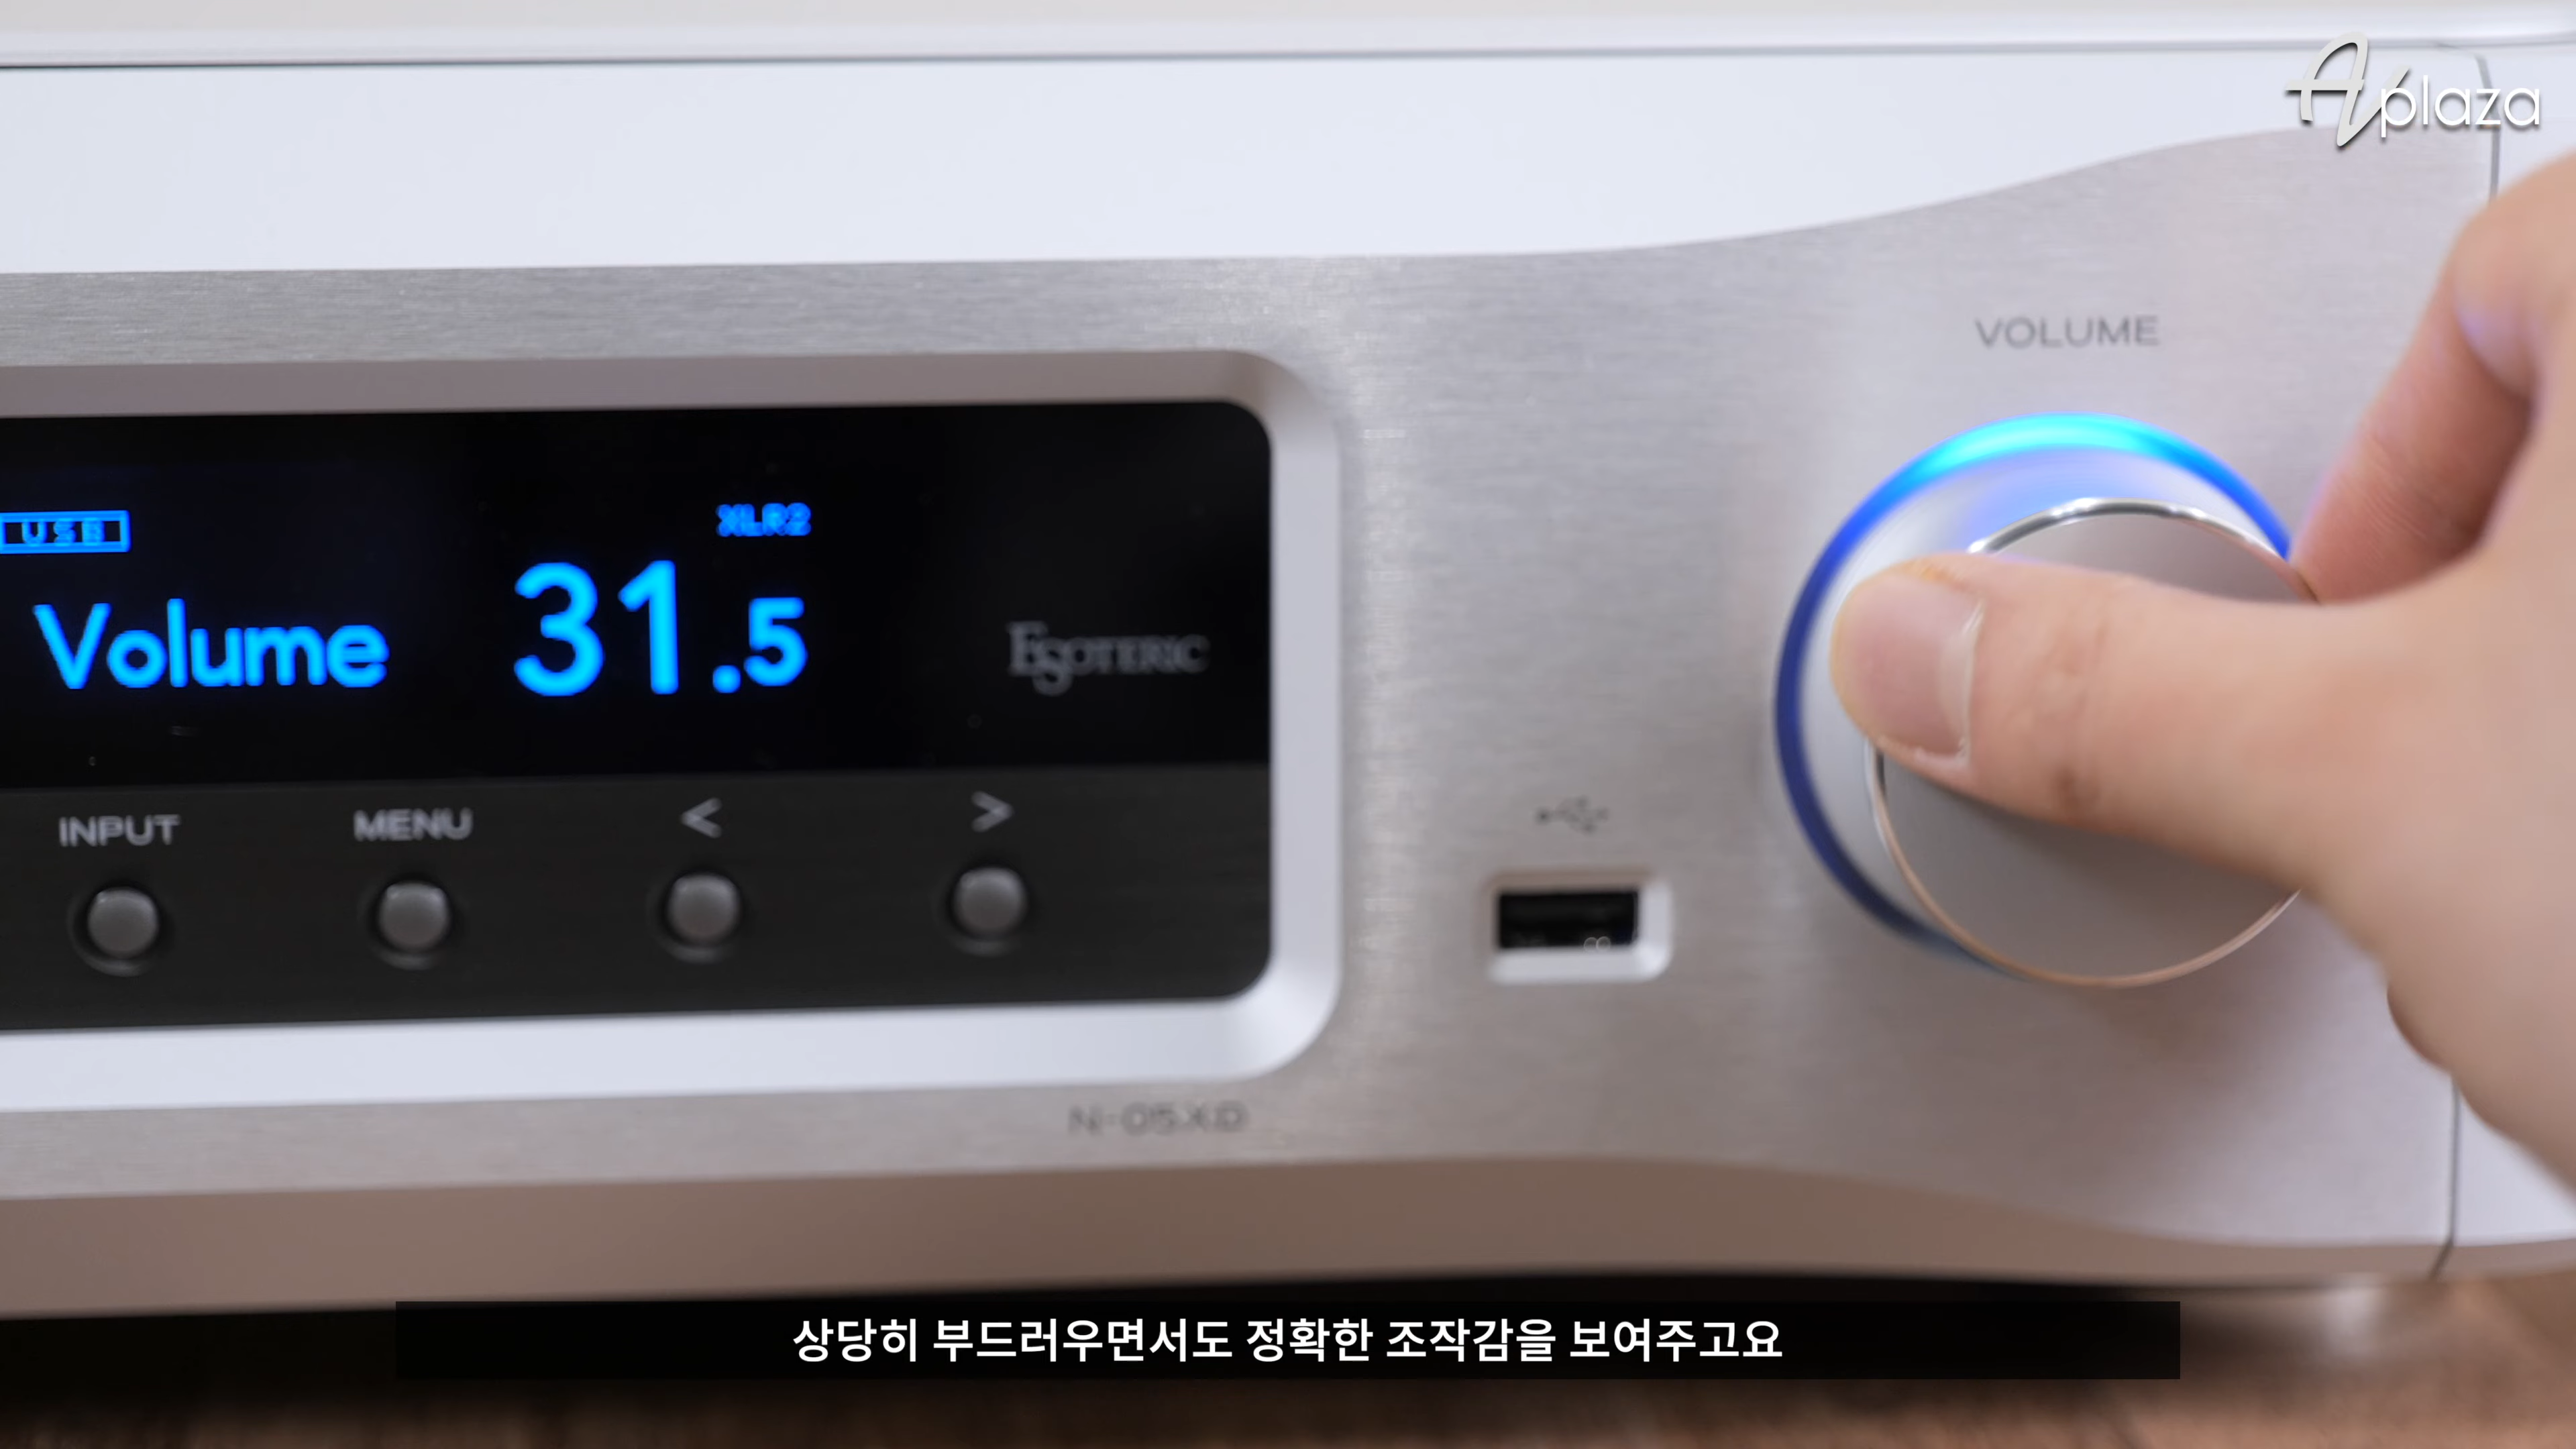 AVplaza
VOLUME
USB
XLR2
Volume 31.5
ESOTERIC
INPUT MENU < >
N-05XD
상당히 부드러우면서도 정확한 조작감을 보여주고요